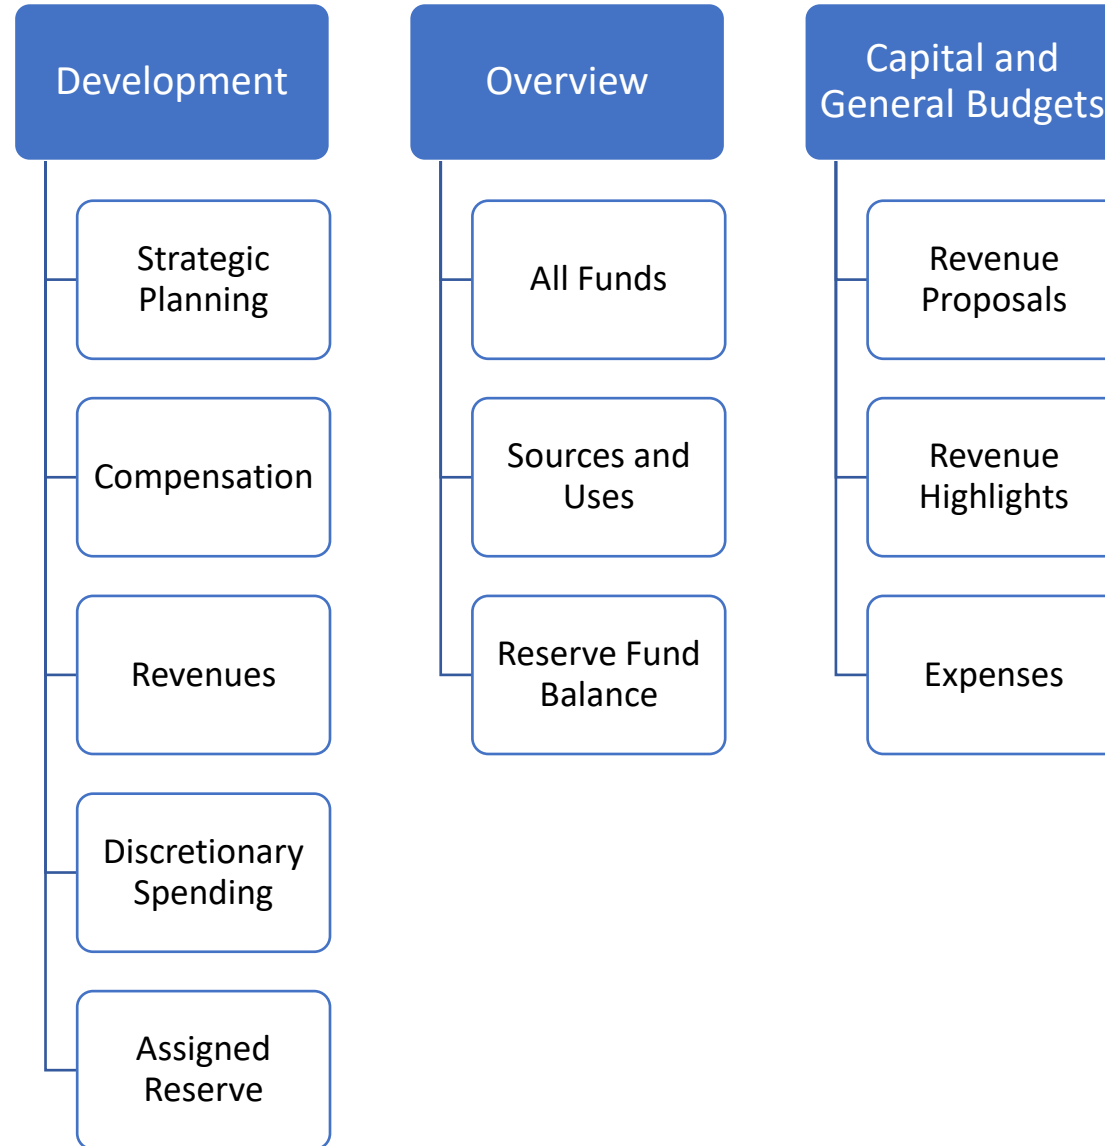 Development
Strategic
Planning
Compensation
Revenues
Discretionary
Spending
Assigned
Reserve
Overview
All Funds
Sources and
Uses
Reserve Fund
Balance
Capital and
General Budgets
Revenue
Proposals
Revenue
Highlights
Expenses